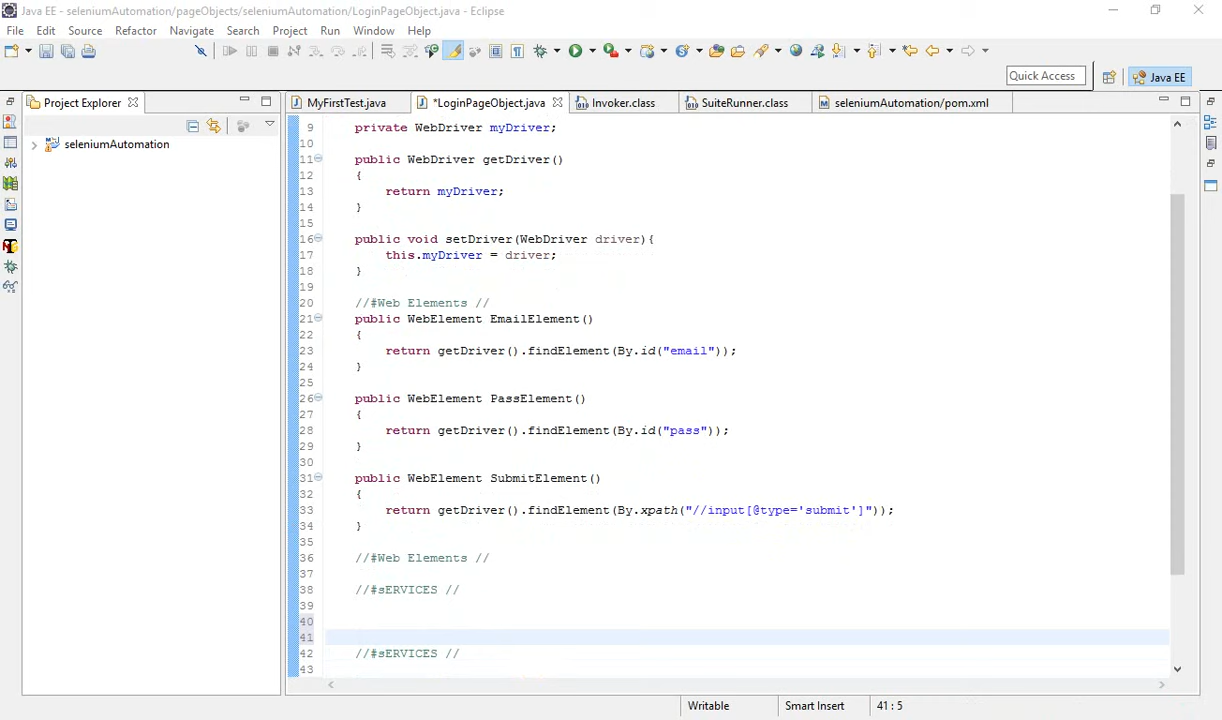 Java EE - seleniumAutomation/pageObjects/seleniumAutomation/LoginPageObject.java - Eclipse
File Edit Source Refactor Navigate Search Project Run Window Help
Quick Access Java EE
Project Explorer MyFirstTest.java *LoginPageObject.java Invoker.class SuiteRunner.class seleniumAutomation/pom.xml
seleniumAutomation
9 private WebDriver myDriver;
10
11 public WebDriver getDriver()
12 {
13 return myDriver;
14 }
15
16 public void setDriver(WebDriver driver){
17 this.myDriver = driver;
18 }
19
20 //#Web Elements //
21 public WebElement EmailElement()
22 {
23 return getDriver().findElement(By.id("email"));
24 }
25
26 public WebElement PassElement()
27 {
28 return getDriver().findElement(By.id("pass"));
29 }
30
31 public WebElement SubmitElement()
32 {
33 return getDriver().findElement(By.xpath("//input[@type='submit']"));
34 }
35
36 //#Web Elements //
37
38 //#sERVICES //
39
40
41
42 //#sERVICES //
43
Writable Smart Insert 41 : 5